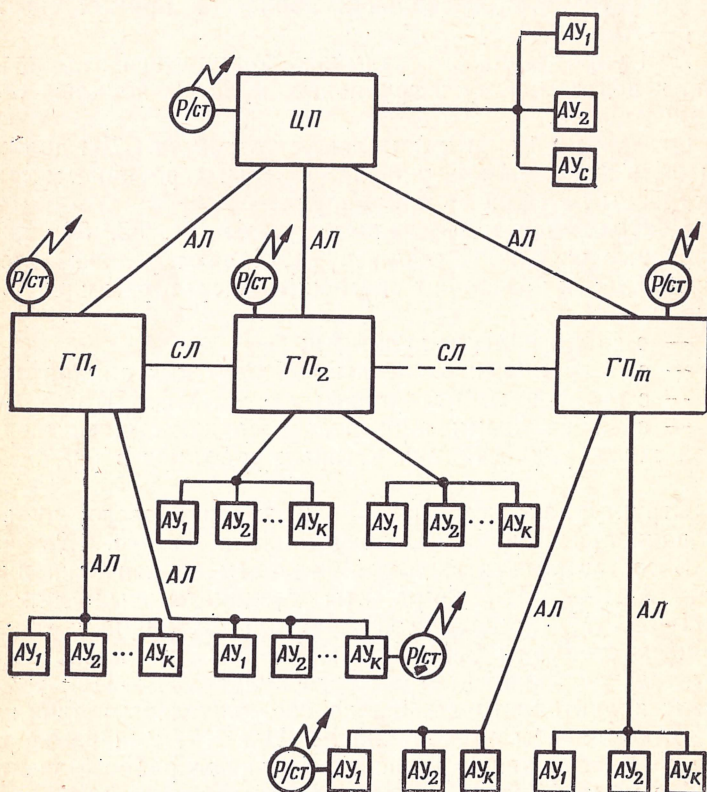 АУ₁
Р/ст
ЦП
АУ₂
АУС
АЛ
АЛ
АЛ
Р/ст
Р/ст
Р/ст
ГП₁
СЛ
ГП₂
СЛ
ГПт
АУ₁
АУ₂
...
АУк
АУ₁
АУ₂
...
АУк
АЛ
АЛ
АЛ
АЛ
АУ₁
АУ₂
...
АУк
АУ₁
АУ₂
...
АУк
Р/ст
Р/ст
АУ₁
АУ₂
АУк
АУ₁
АУ₂
АУк